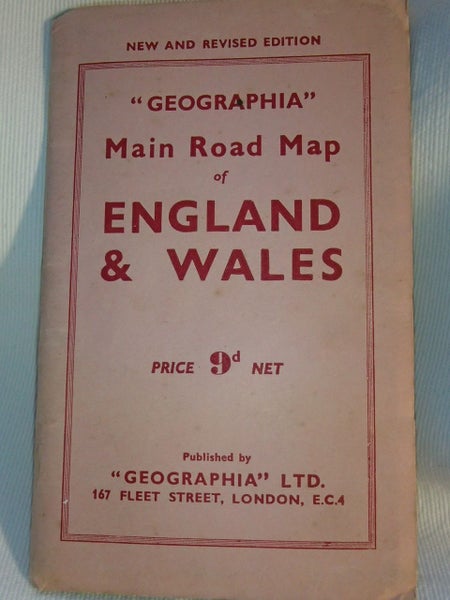 NEW AND REVISED EDITION
"GEOGRAPHIA"
Main Road Map
of
ENGLAND
& WALES
PRICE 9d NET
Published by
"GEOGRAPHIA" LTD.
167 FLEET STREET, LONDON, E.C.4